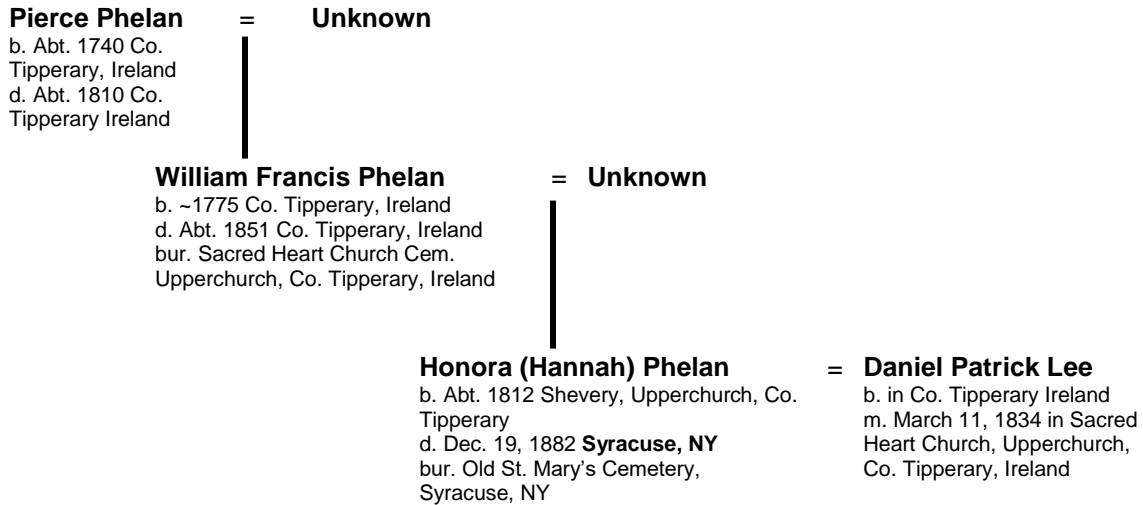 Pierce Phelan = Unknown
b. Abt. 1740 Co.
Tipperary, Ireland
d. Abt. 1810 Co.
Tipperary Ireland
William Francis Phelan = Unknown
b. ~1775 Co. Tipperary, Ireland
d. Abt. 1851 Co. Tipperary, Ireland
bur. Sacred Heart Church Cem.
Upperchurch, Co. Tipperary, Ireland
Honora (Hannah) Phelan = Daniel Patrick Lee
b. Abt. 1812 Shevery, Upperchurch, Co.
Tipperary
d. Dec. 19, 1882 Syracuse, NY
bur. Old St. Mary's Cemetery,
Syracuse, NY
b. in Co. Tipperary Ireland
m. March 11, 1834 in Sacred
Heart Church, Upperchurch,
Co. Tipperary, Ireland